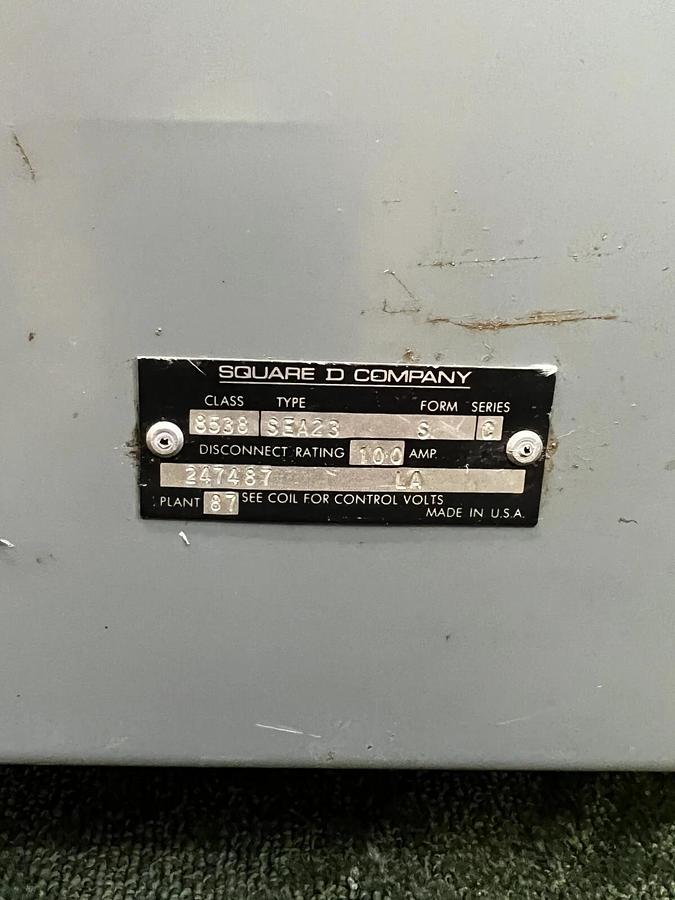 SQUARE D COMPANY
CLASS TYPE FORM SERIES
8538 SEA23 S C
DISCONNECT RATING 100 AMP.
247487 LA
PLANT 87 SEE COIL FOR CONTROL VOLTS
MADE IN U.S.A.